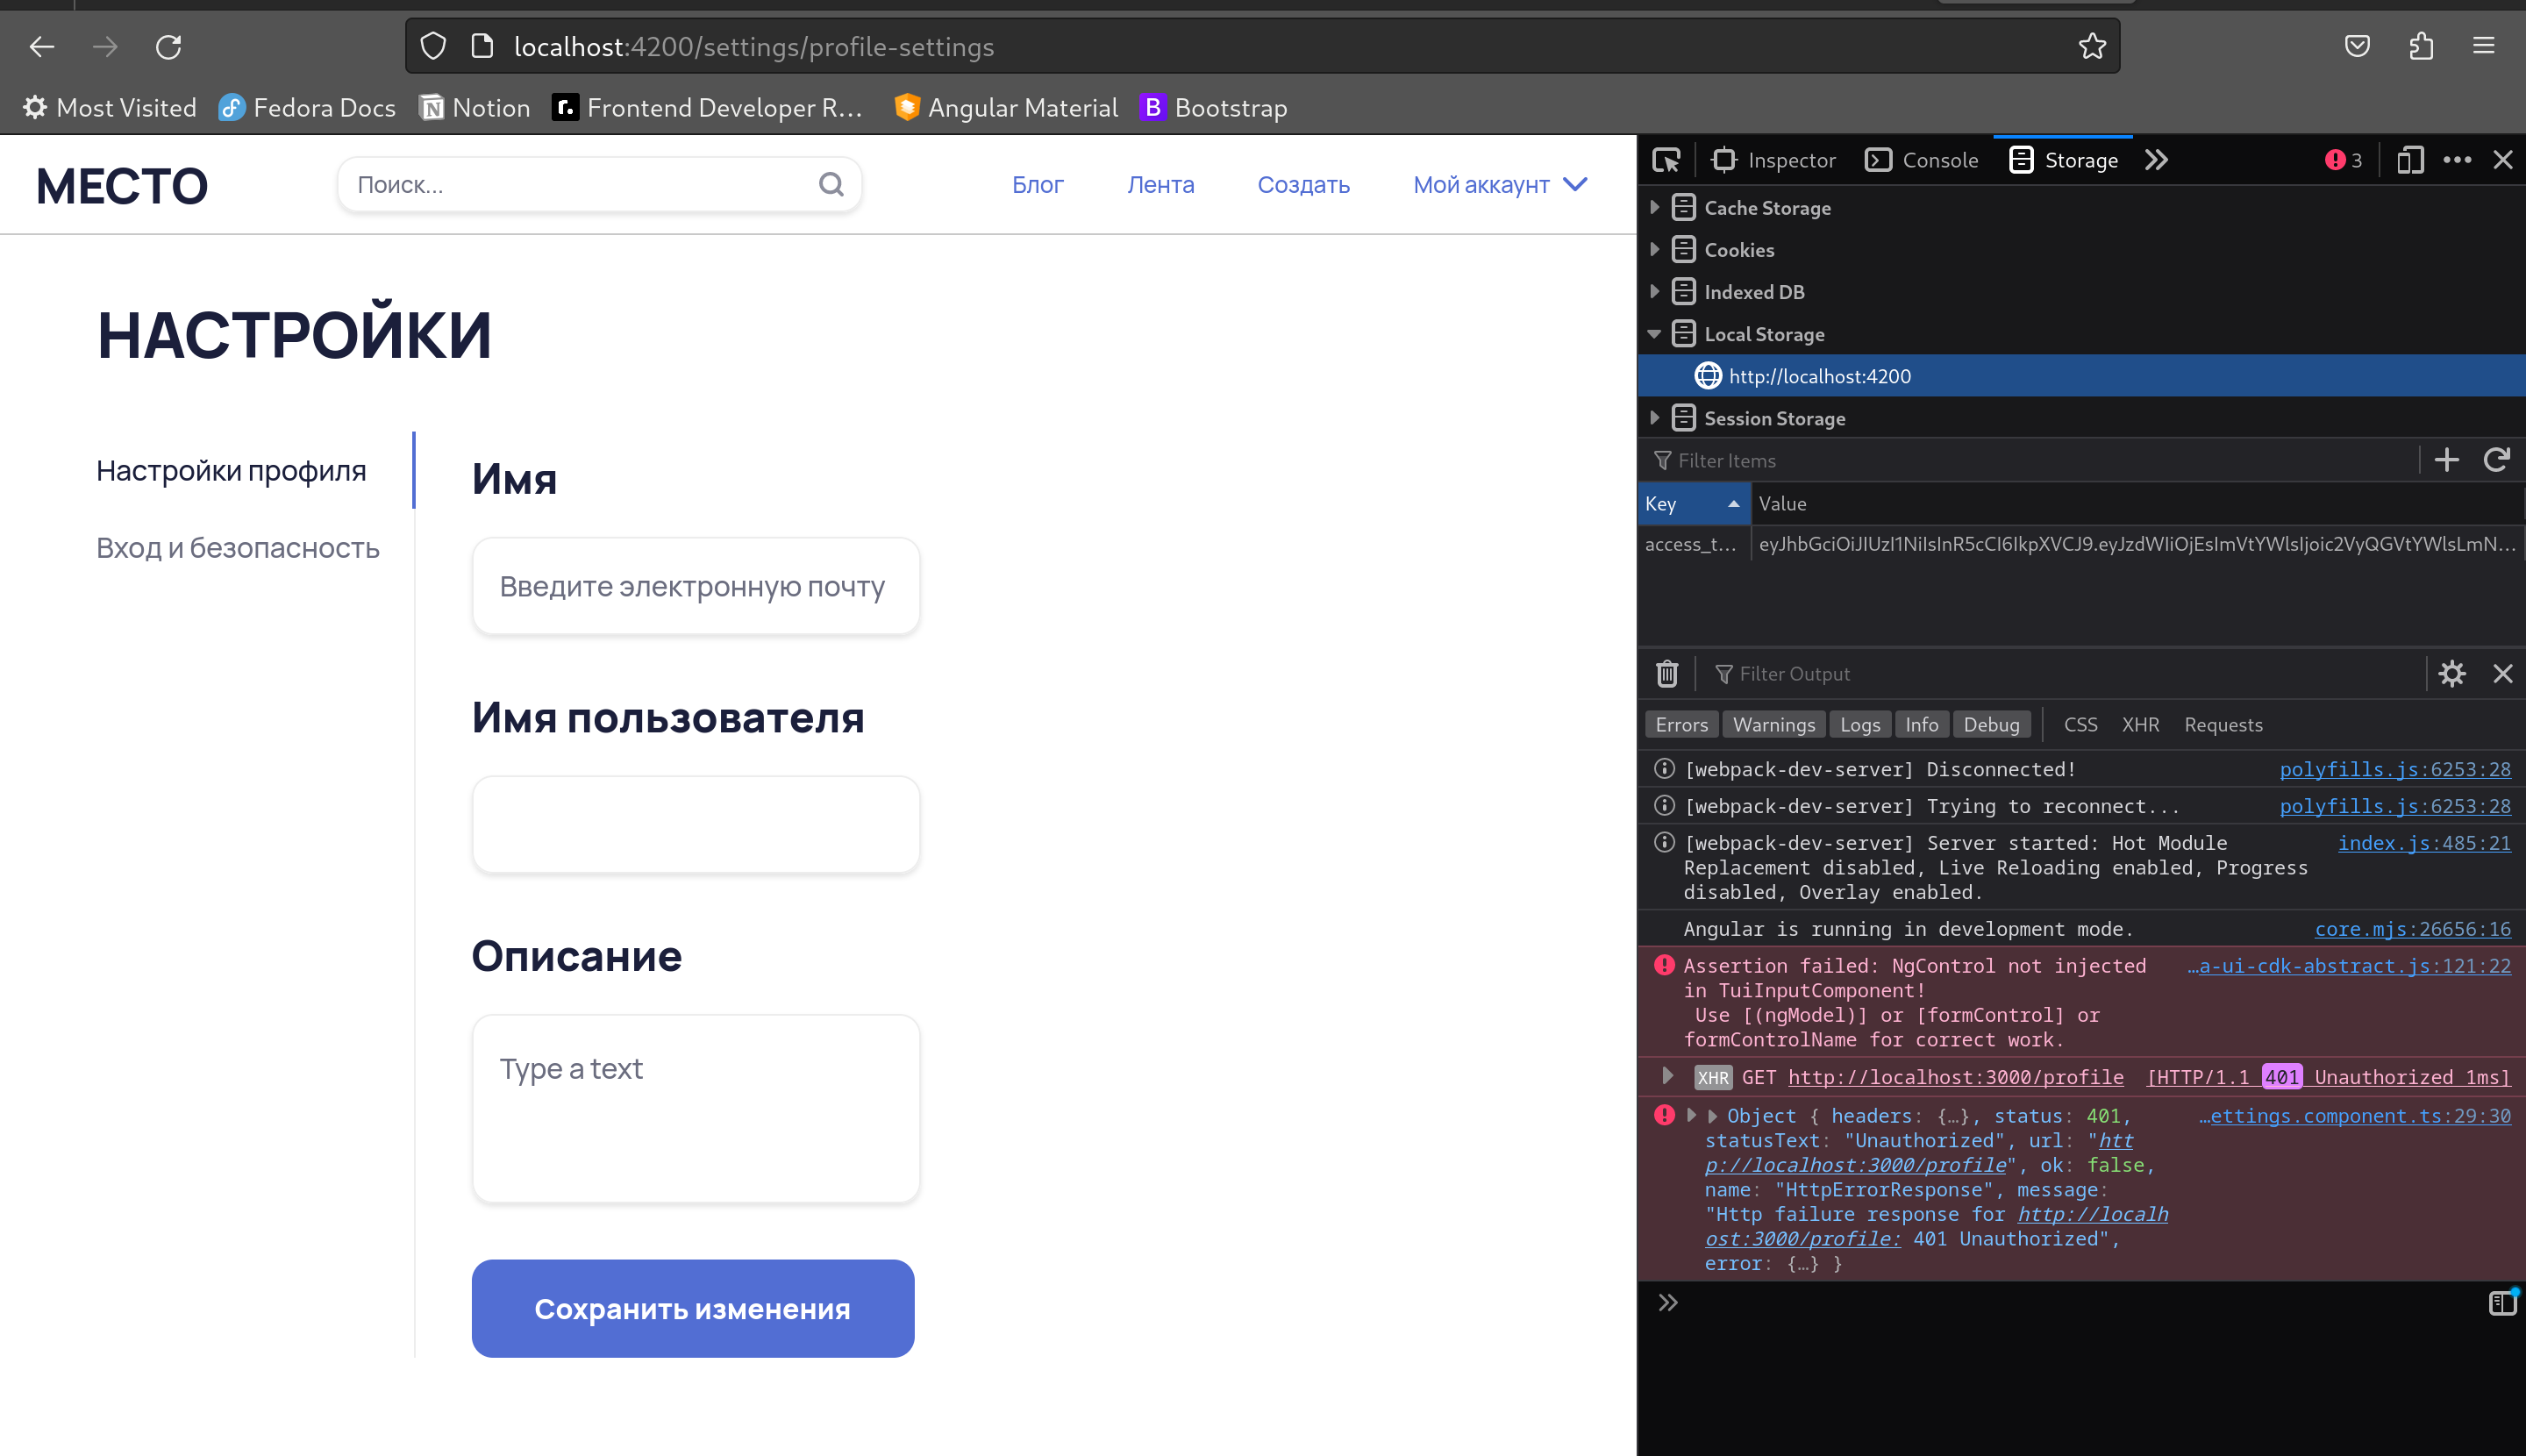 localhost:4200/settings/profile-settings
Most Visited Fedora Docs Notion Frontend Developer R… Angular Material Bootstrap
МЕСТО Поиск... Блог Лента Создать Мой аккаунт
НАСТРОЙКИ
Настройки профиля
Вход и безопасность
Имя
Введите электронную почту
Имя пользователя
Описание
Type a text
Сохранить изменения
Inspector Console Storage 3
Cache Storage
Cookies
Indexed DB
Local Storage
http://localhost:4200
Session Storage
Filter Items
Key Value
access_t… eyJhbGciOiJIUzI1NiIsInR5cCI6IkpXVCJ9.eyJzdWIiOjEsImVtYWlsIjoic2VyQGVtYWlsLmN…
Filter Output
Errors Warnings Logs Info Debug CSS XHR Requests
[webpack-dev-server] Disconnected! polyfills.js:6253:28
[webpack-dev-server] Trying to reconnect... polyfills.js:6253:28
[webpack-dev-server] Server started: Hot Module index.js:485:21
Replacement disabled, Live Reloading enabled, Progress
disabled, Overlay enabled.
Angular is running in development mode. core.mjs:26656:16
Assertion failed: NgControl not injected …a-ui-cdk-abstract.js:121:22
in TuiInputComponent!
Use [(ngModel)] or [formControl] or
formControlName for correct work.
XHR GET http://localhost:3000/profile [HTTP/1.1 401 Unauthorized 1ms]
Object { headers: {…}, status: 401, …ettings.component.ts:29:30
statusText: "Unauthorized", url: "htt
p://localhost:3000/profile", ok: false,
name: "HttpErrorResponse", message:
"Http failure response for http://localh
ost:3000/profile: 401 Unauthorized",
error: {…} }